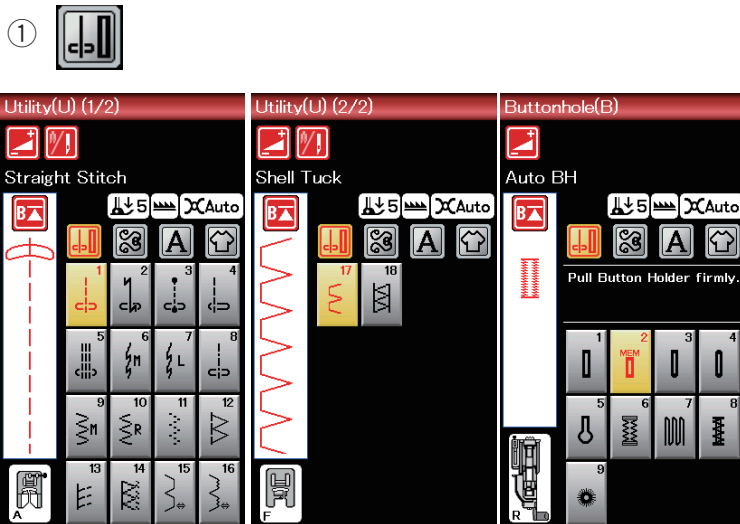 ①
Utility(U) (1/2)
Straight Stitch
B
5
Auto
A
1
2
3
4
5
6
M
7
L
8
9
M
10
R
11
12
13
14
15
16
A
Utility(U) (2/2)
Shell Tuck
B
5
Auto
A
17
18
F
Buttonhole(B)
Auto BH
B
5
Auto
A
Pull Button Holder firmly.
1
2
MEM
3
4
5
6
7
8
9
R